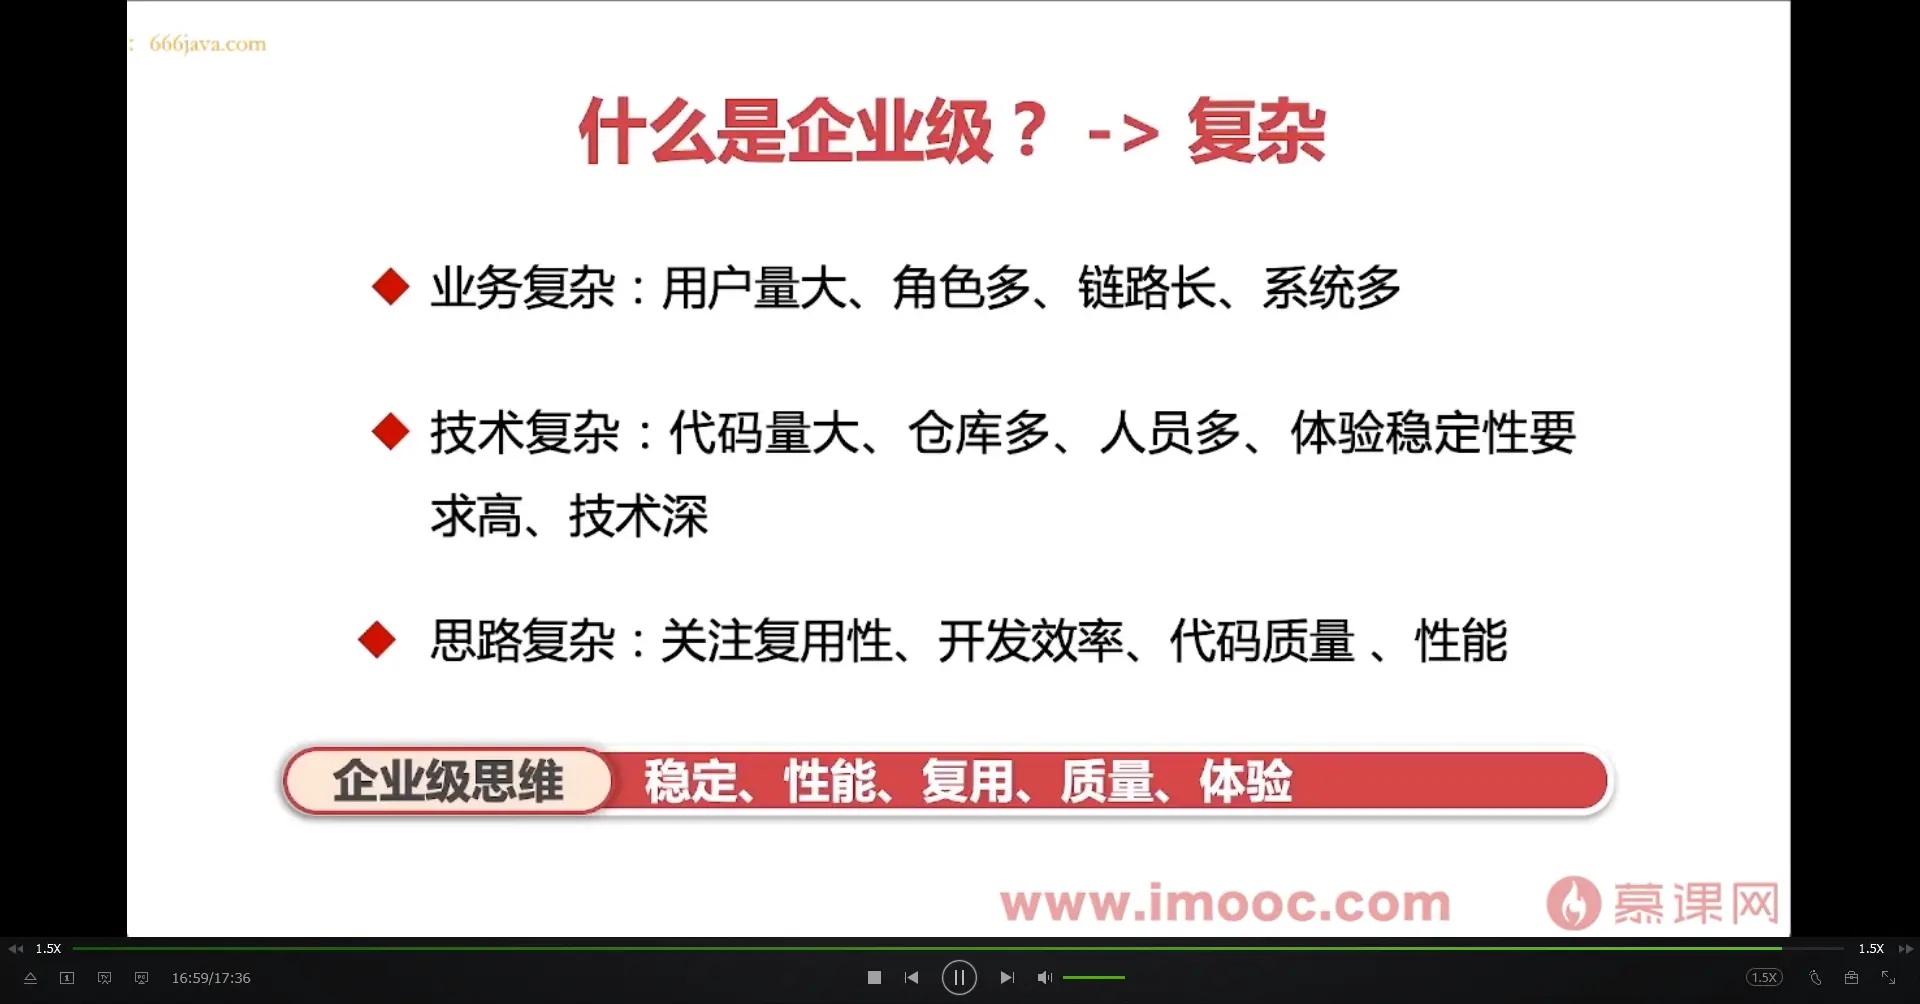 ： 666java.com
什么是企业级？ -> 复杂
业务复杂：用户量大、角色多、链路长、系统多
技术复杂：代码量大、仓库多、人员多、体验稳定性要
求高、技术深
思路复杂：关注复用性、开发效率、代码质量 、性能
企业级思维 稳定、性能、复用、质量、体验
www.imooc.com 慕课网
1.5X 1.5X
1 TV PC 16:59/17:36 1.5X